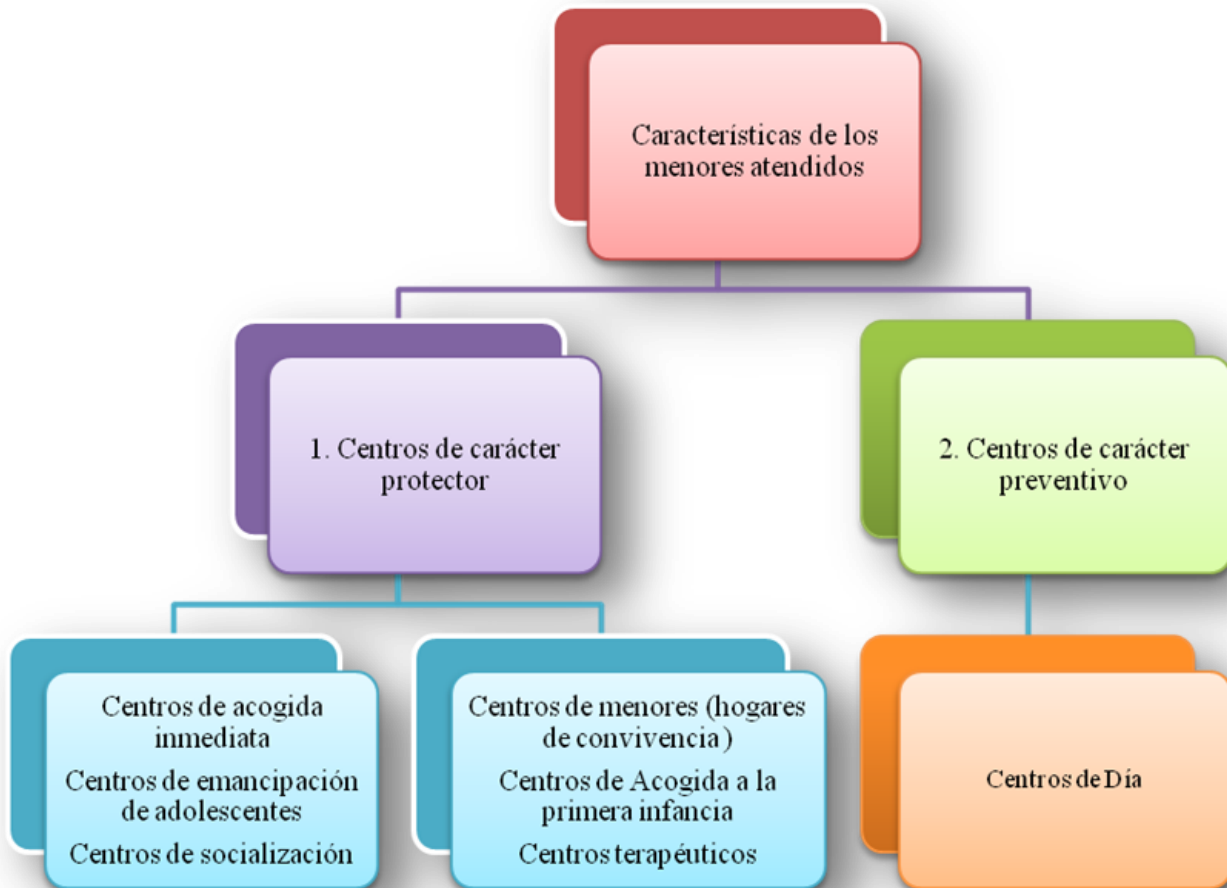 Características de los
menores atendidos
1. Centros de carácter
protector
2. Centros de carácter
preventivo
Centros de acogida
inmediata
Centros de emancipación
de adolescentes
Centros de socialización
Centros de menores (hogares
de convivencia )
Centros de Acogida a la
primera infancia
Centros terapéuticos
Centros de Día